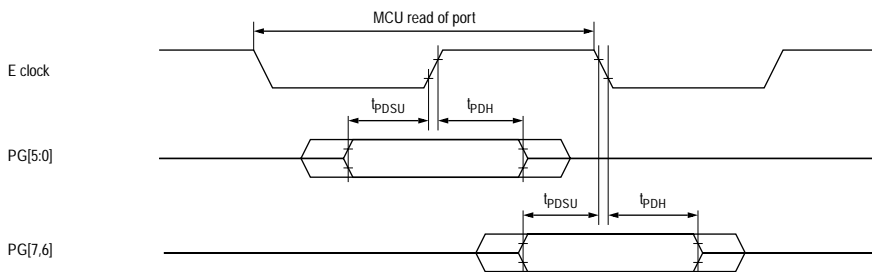 MCU read of port
E clock
tPDSU
tPDH
PG[5:0]
tPDSU
tPDH
PG[7,6]